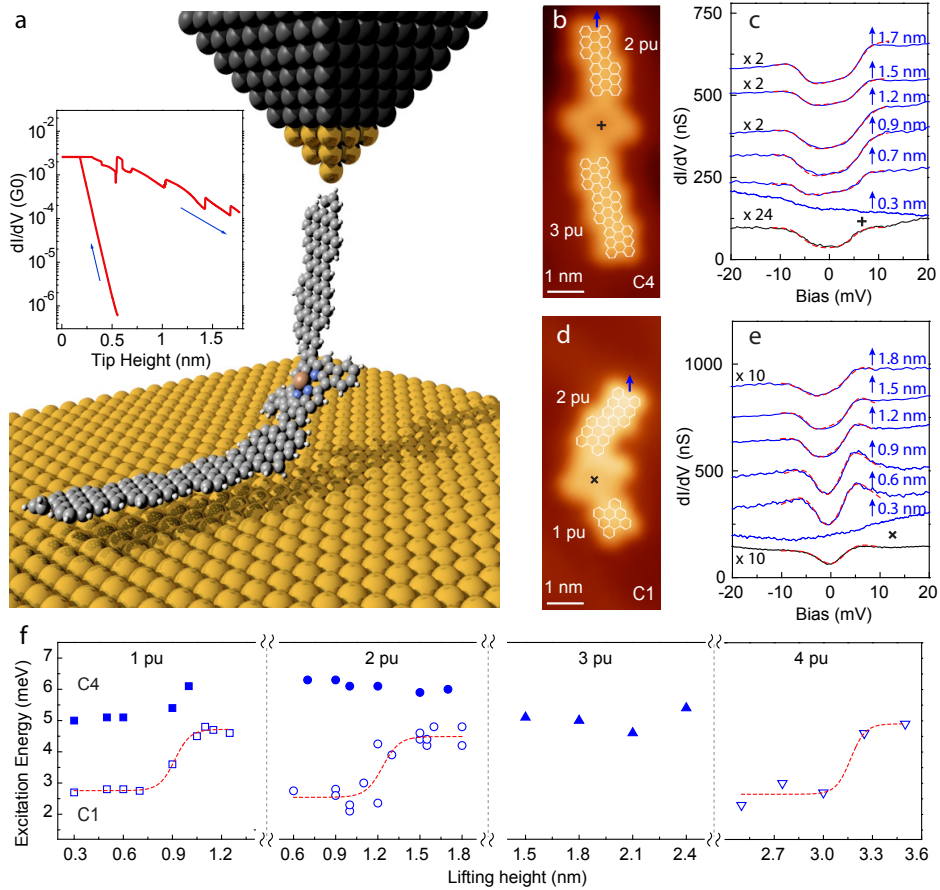 a
10⁻²
10⁻³
10⁻⁴
10⁻⁵
10⁻⁶
dI/dV (G0)
0
0.5
1
1.5
Tip Height (nm)
b
2 pu
+
3 pu
1 nm
C4
c
750
500
250
0
dI/dV (nS)
x 2
1.7 nm
x 2
1.5 nm
1.2 nm
x 2
0.9 nm
0.7 nm
0.3 nm
x 24
+
-20
-10
0
10
20
Bias (mV)
d
2 pu
×
1 pu
1 nm
C1
e
1000
500
0
dI/dV (nS)
1.8 nm
x 10
1.5 nm
1.2 nm
0.9 nm
0.6 nm
0.3 nm
×
x 10
-20
-10
0
10
20
Bias (mV)
f
Excitation Energy (meV)
7
6
5
4
3
2
1 pu
2 pu
3 pu
4 pu
C4
C1
0.3
0.6
0.9
1.2
0.6
0.9
1.2
1.5
1.8
1.5
1.8
2.1
2.4
2.7
3.0
3.3
3.6
Lifting height (nm)